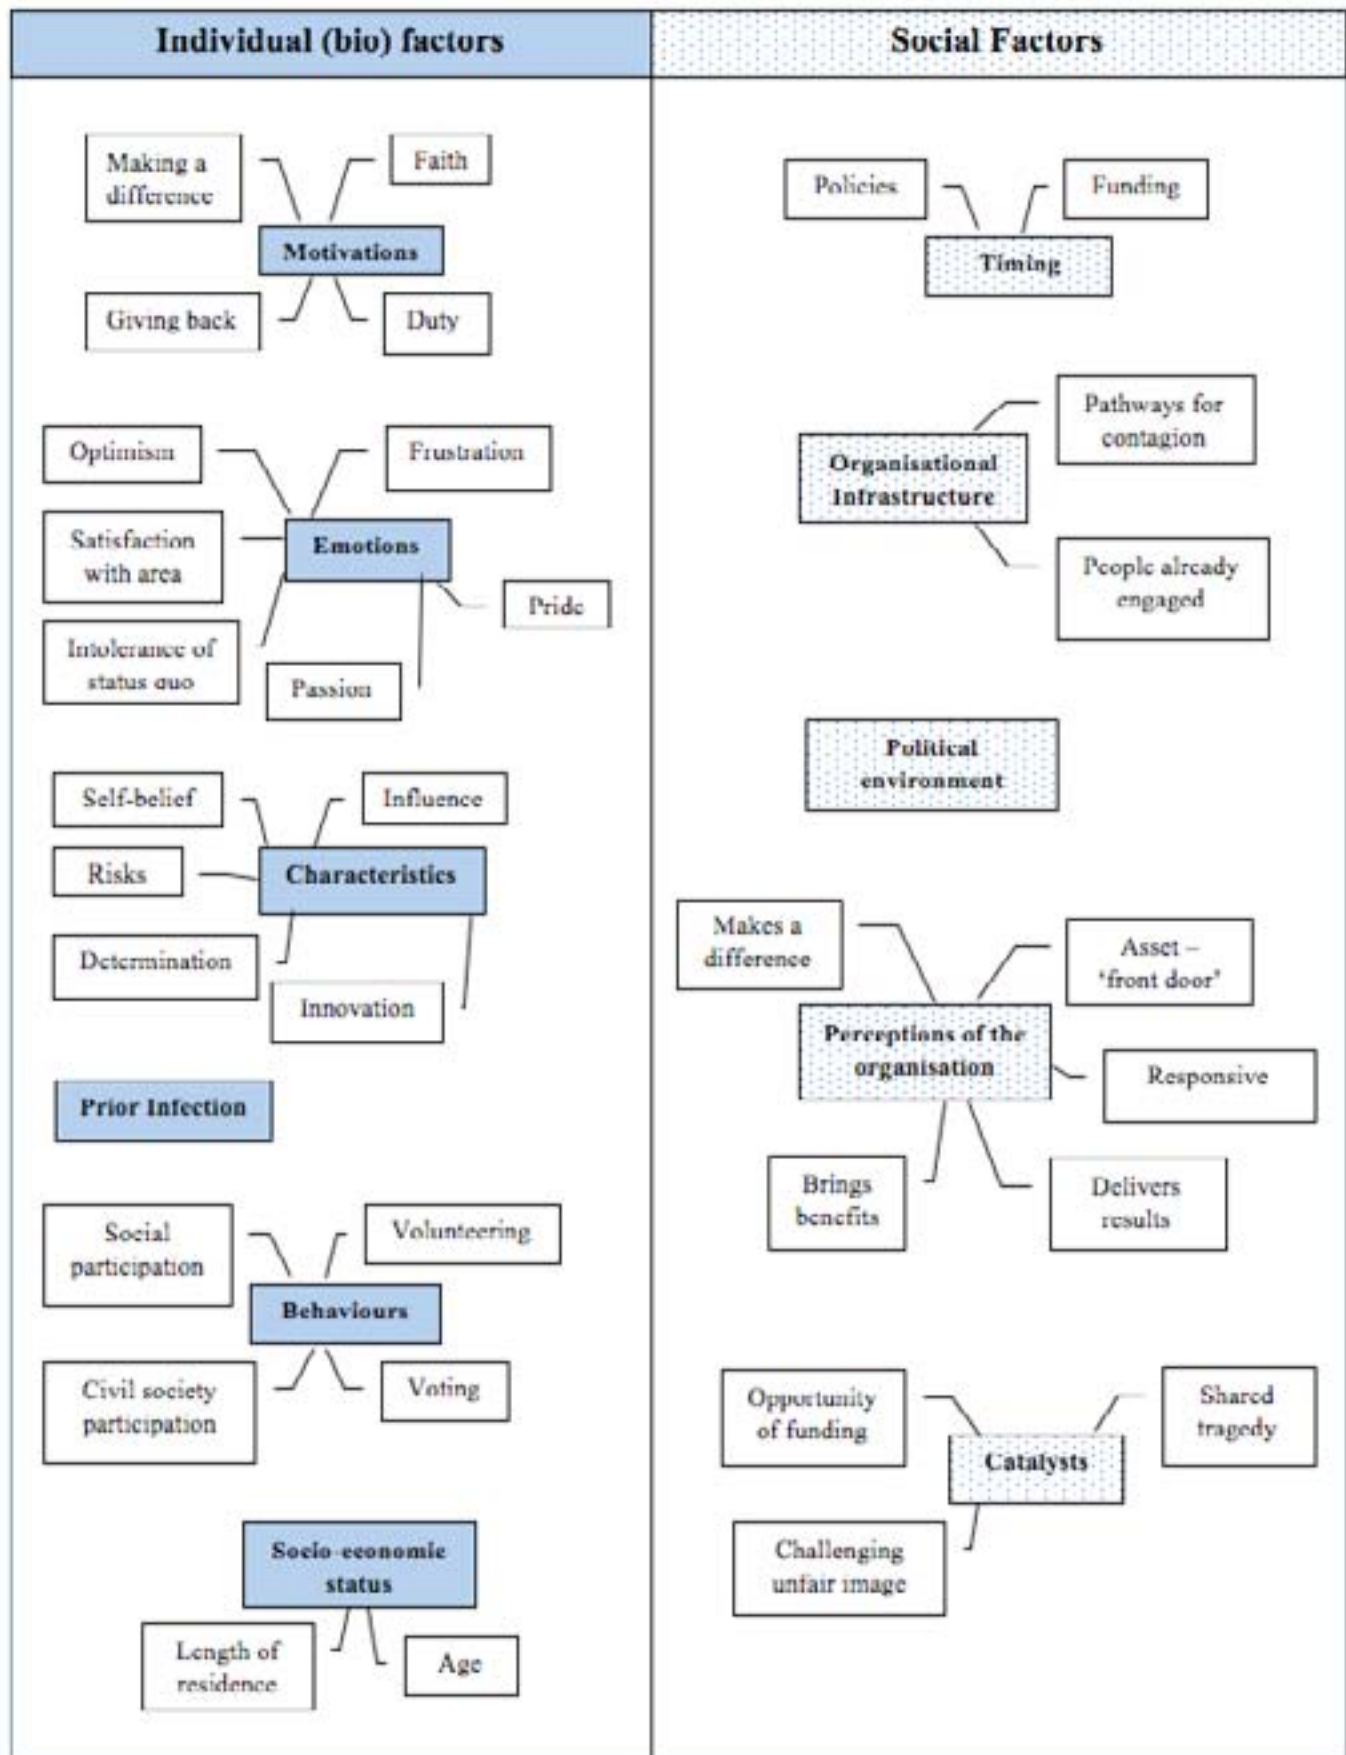 Individual (bio) factors
Making a
difference
Faith
Motivations
Giving back
Duty
Optimism
Frustration
Satisfaction
with area
Emotions
Pride
Intolerance of
status quo
Passion
Self-belief
Influence
Risks
Characteristics
Determination
Innovation
Prior Infection
Social
participation
Volunteering
Behaviours
Civil society
participation
Voting
Socio-economic
status
Length of
residence
Age
Social Factors
Policies
Funding
Timing
Pathways for
contagion
Organisational
Infrastructure
People already
engaged
Political
environment
Makes a
difference
Asset –
‘front door’
Perceptions of the
organisation
Responsive
Brings
benefits
Delivers
results
Opportunity
of funding
Shared
tragedy
Catalysts
Challenging
unfair image